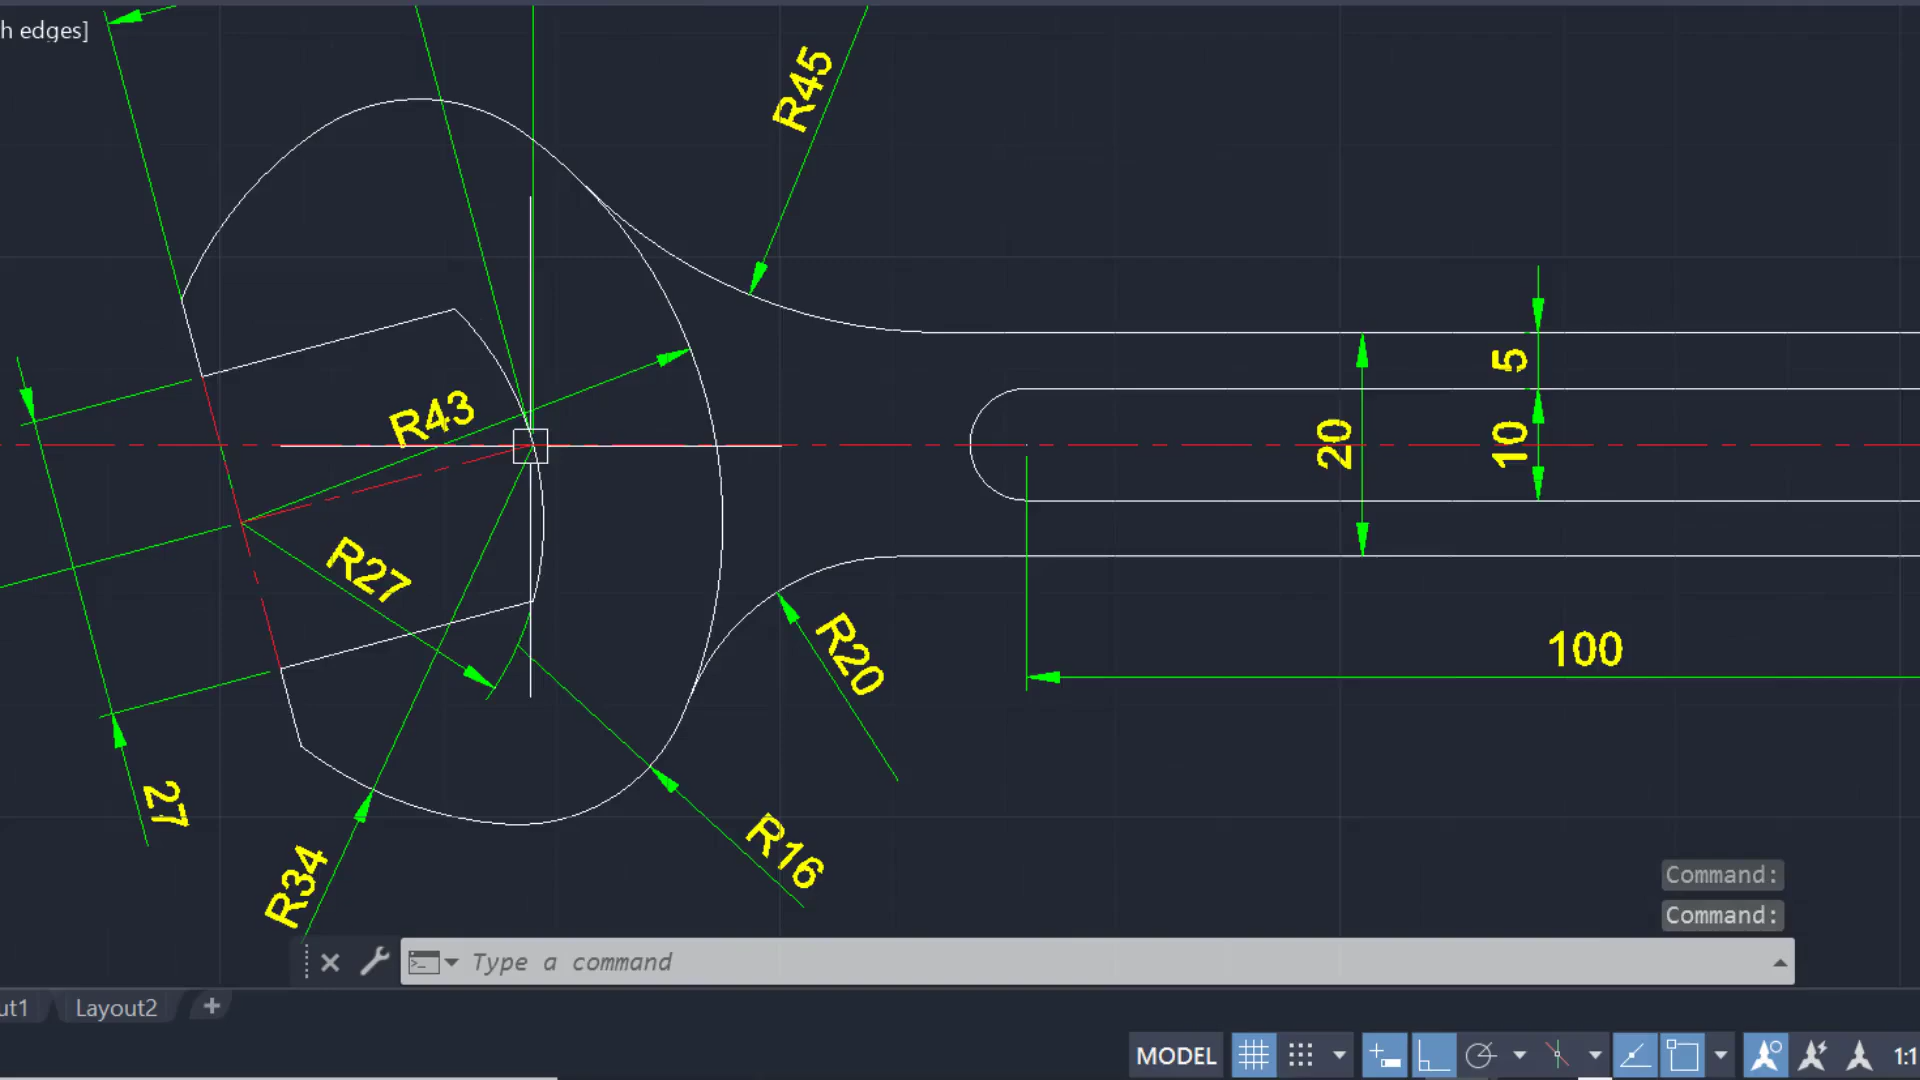 h edges]
R45
5
R43
20
10
R27
R20
100
27
R16
R34
Command:
Command:
Type a command
ut1
Layout2
MODEL
1:1